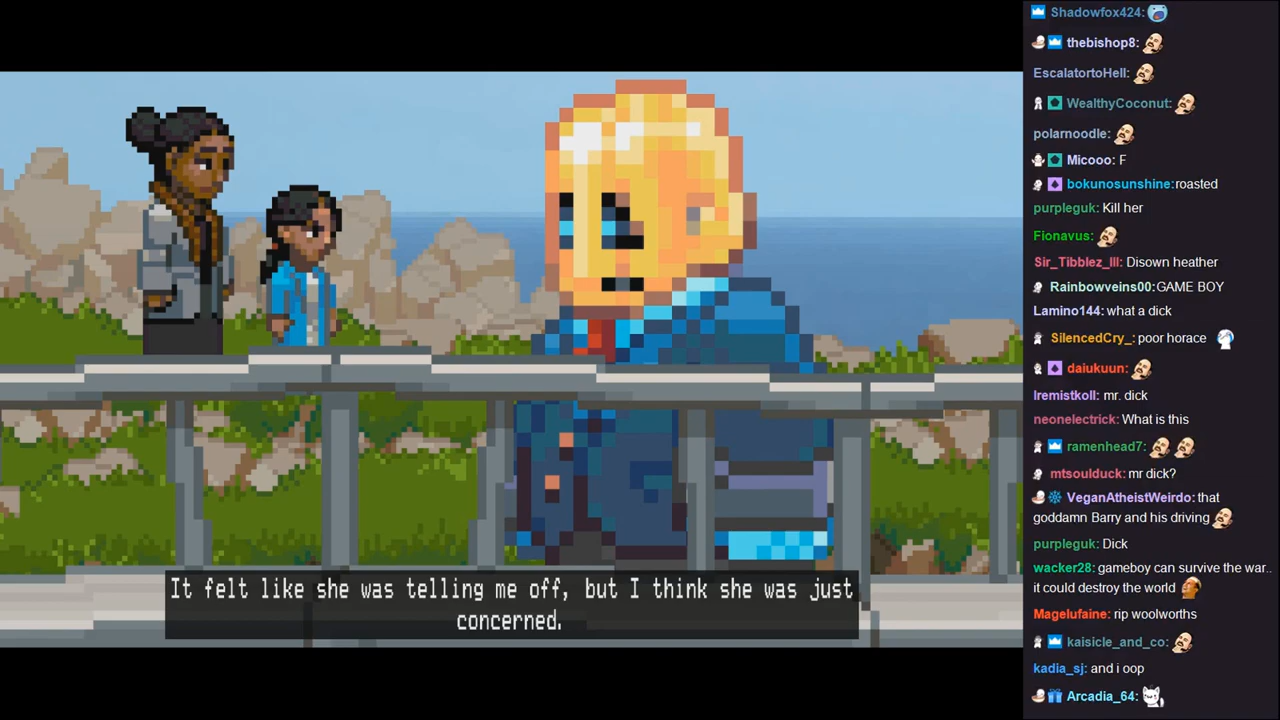 It felt like she was telling me off, but I think she was just
concerned.
Shadowfox424:
thebishop8:
EscalatortoHell:
WealthyCoconut:
polarnoodle:
Micooo: F
bokunosunshine: roasted
purpleguk: Kill her
Fionavus:
Sir_Tibblez_III: Disown heather
Rainbowveins00: GAME BOY
Lamino144: what a dick
SilencedCry_: poor horace
daiukuun:
Iremistkoll: mr. dick
neonelectrick: What is this
ramenhead7:
mtsoulduck: mr dick?
VeganAtheistWeirdo: that
goddamn Barry and his driving
purpleguk: Dick
wacker28: gameboy can survive the war..
it could destroy the world
Magelufaine: rip woolworths
kaisicle_and_co:
kadia_sj: and i oop
Arcadia_64: